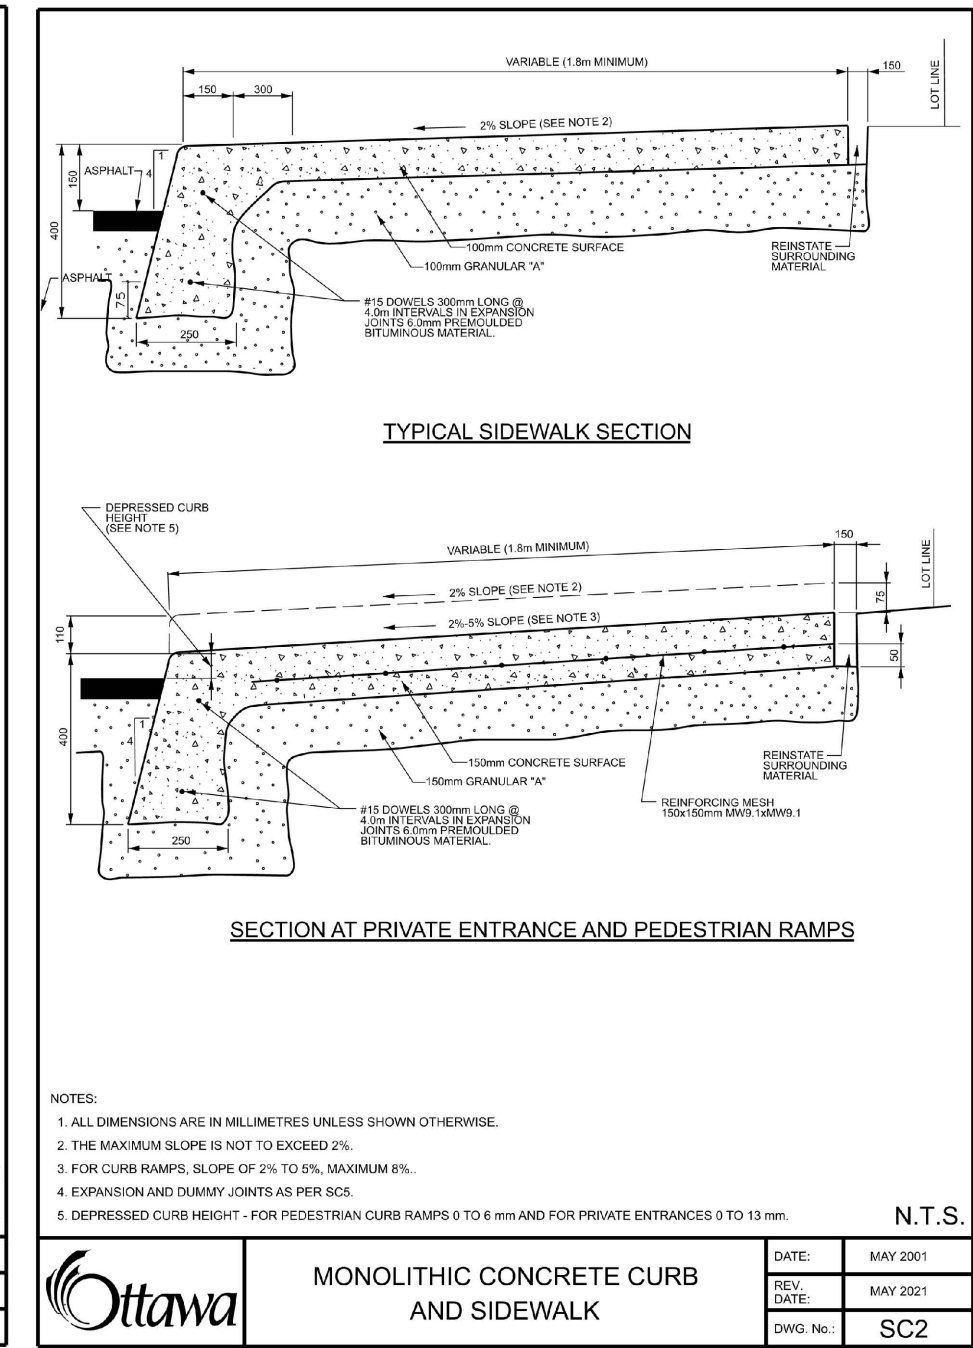 VARIABLE (1.8m MINIMUM)
150
LOT LINE
150
300
2% SLOPE (SEE NOTE 2)
ASPHALT
1
4
150
400
ASPHALT
75
250
100mm CONCRETE SURFACE
100mm GRANULAR "A"
REINSTATE
SURROUNDING
MATERIAL
#15 DOWELS 300mm LONG @
4.0m INTERVALS IN EXPANSION
JOINTS 6.0mm PREMOULDED
BITUMINOUS MATERIAL.
TYPICAL SIDEWALK SECTION
DEPRESSED CURB
HEIGHT
(SEE NOTE 5)
150
VARIABLE (1.8m MINIMUM)
LOT LINE
2% SLOPE (SEE NOTE 2)
75
2%-5% SLOPE (SEE NOTE 3)
110
50
400
1
4
150mm CONCRETE SURFACE
150mm GRANULAR "A"
REINSTATE
SURROUNDING
MATERIAL
REINFORCING MESH
150x150mm MW9.1xMW9.1
#15 DOWELS 300mm LONG @
4.0m INTERVALS IN EXPANSION
JOINTS 6.0mm PREMOULDED
BITUMINOUS MATERIAL.
250
SECTION AT PRIVATE ENTRANCE AND PEDESTRIAN RAMPS
NOTES:
1. ALL DIMENSIONS ARE IN MILLIMETRES UNLESS SHOWN OTHERWISE.
2. THE MAXIMUM SLOPE IS NOT TO EXCEED 2%.
3. FOR CURB RAMPS, SLOPE OF 2% TO 5%, MAXIMUM 8%..
4. EXPANSION AND DUMMY JOINTS AS PER SC5.
5. DEPRESSED CURB HEIGHT - FOR PEDESTRIAN CURB RAMPS 0 TO 6 mm AND FOR PRIVATE ENTRANCES 0 TO 13 mm.
N.T.S.
Ottawa
MONOLITHIC CONCRETE CURB
AND SIDEWALK
DATE:
MAY 2001
REV.
DATE:
MAY 2021
DWG. No.:
SC2